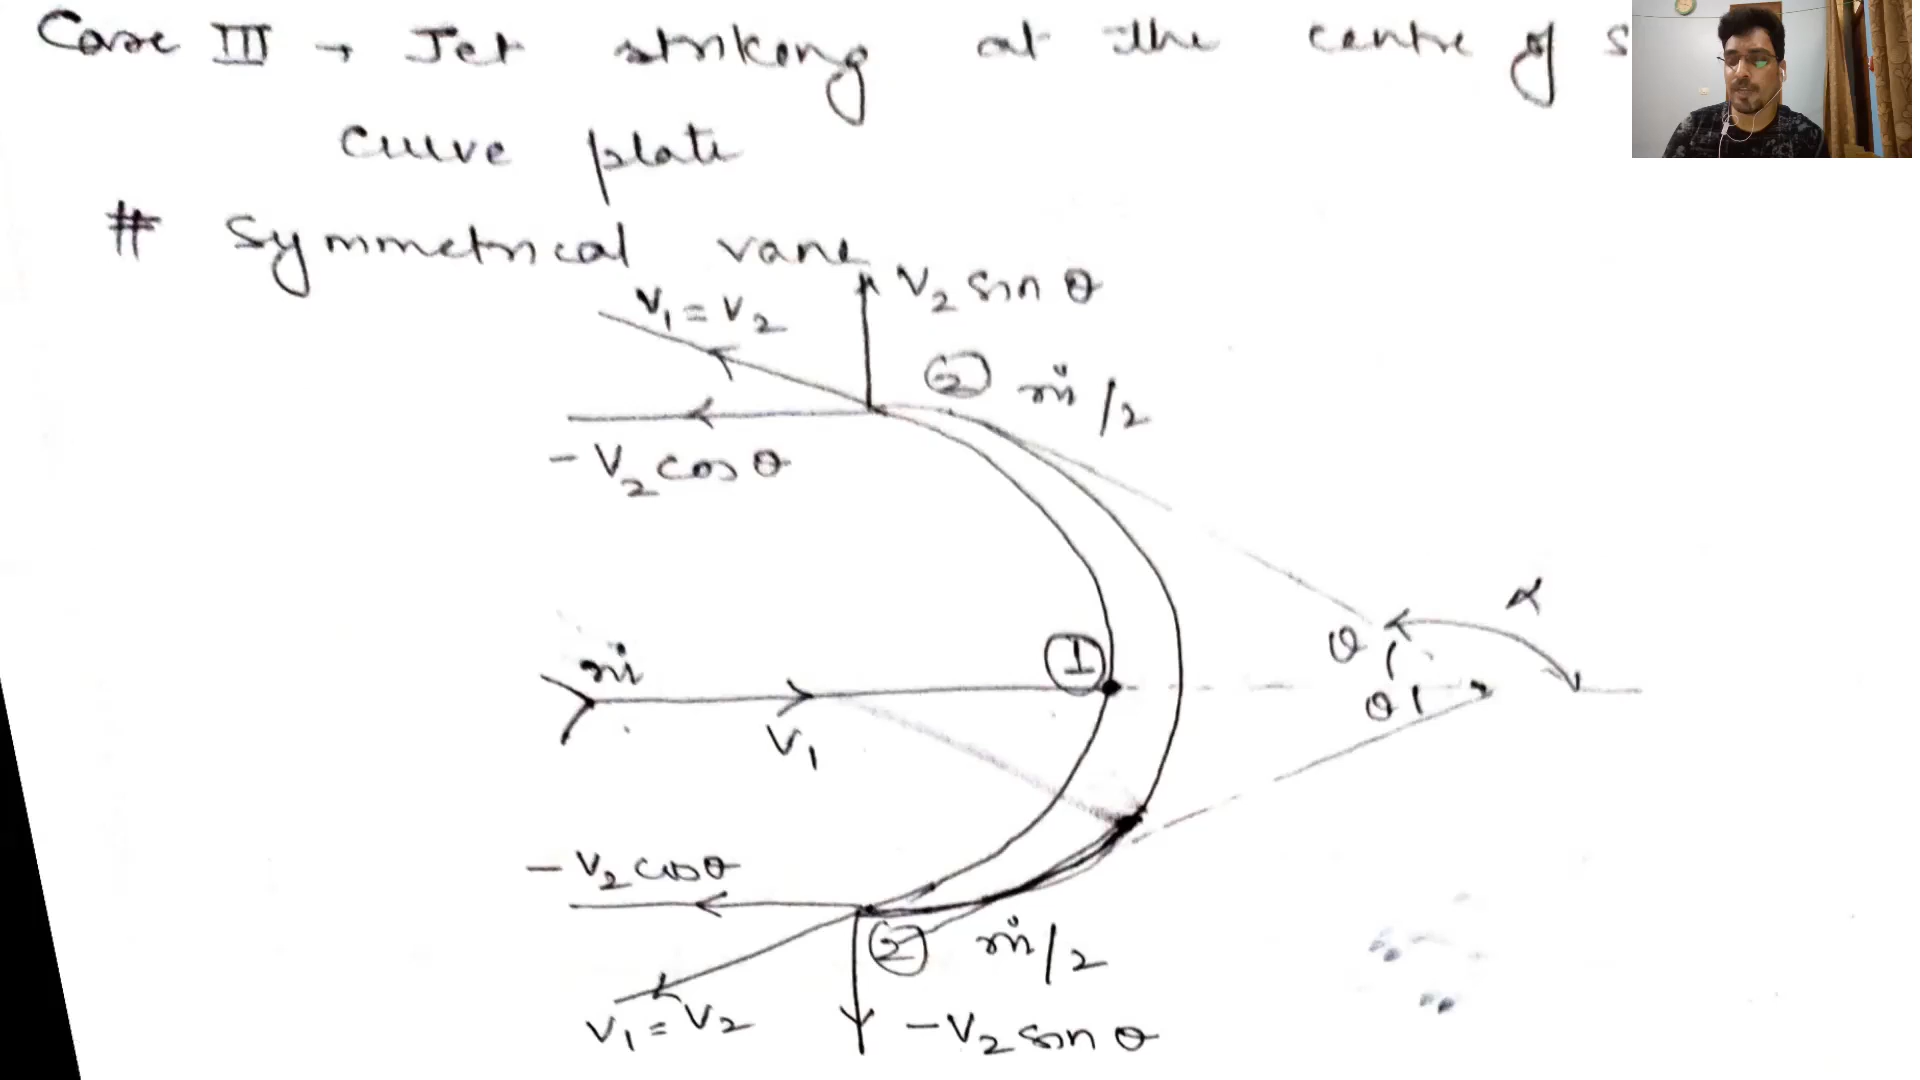 Case III → Jet striking at the centre of s
curve plate
# Symmetrical vane
V₂ sin θ
V₁ = V₂
② ṁ/2
- V₂ cos θ
α
θ
ṁ
①
θ
V₁
- V₂ cos θ
② ṁ/2
V₁ = V₂
- V₂ sin θ